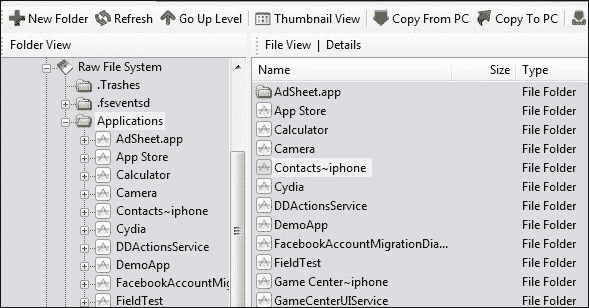 New Folder Refresh Go Up Level Thumbnail View Copy From PC Copy To PC
Folder View
Raw File System
.Trashes
.fseventsd
Applications
AdSheet.app
App Store
Calculator
Camera
Contacts~iphone
Cydia
DDActionsService
DemoApp
FacebookAccountMig
FieldTest
File View | Details
Name Size Type
AdSheet.app File Folder
App Store File Folder
Calculator File Folder
Camera File Folder
Contacts~iphone File Folder
Cydia File Folder
DDActionsService File Folder
DemoApp File Folder
FacebookAccountMigrationDia... File Folder
FieldTest File Folder
Game Center~iphone File Folder
GameCenterUIService File Folder